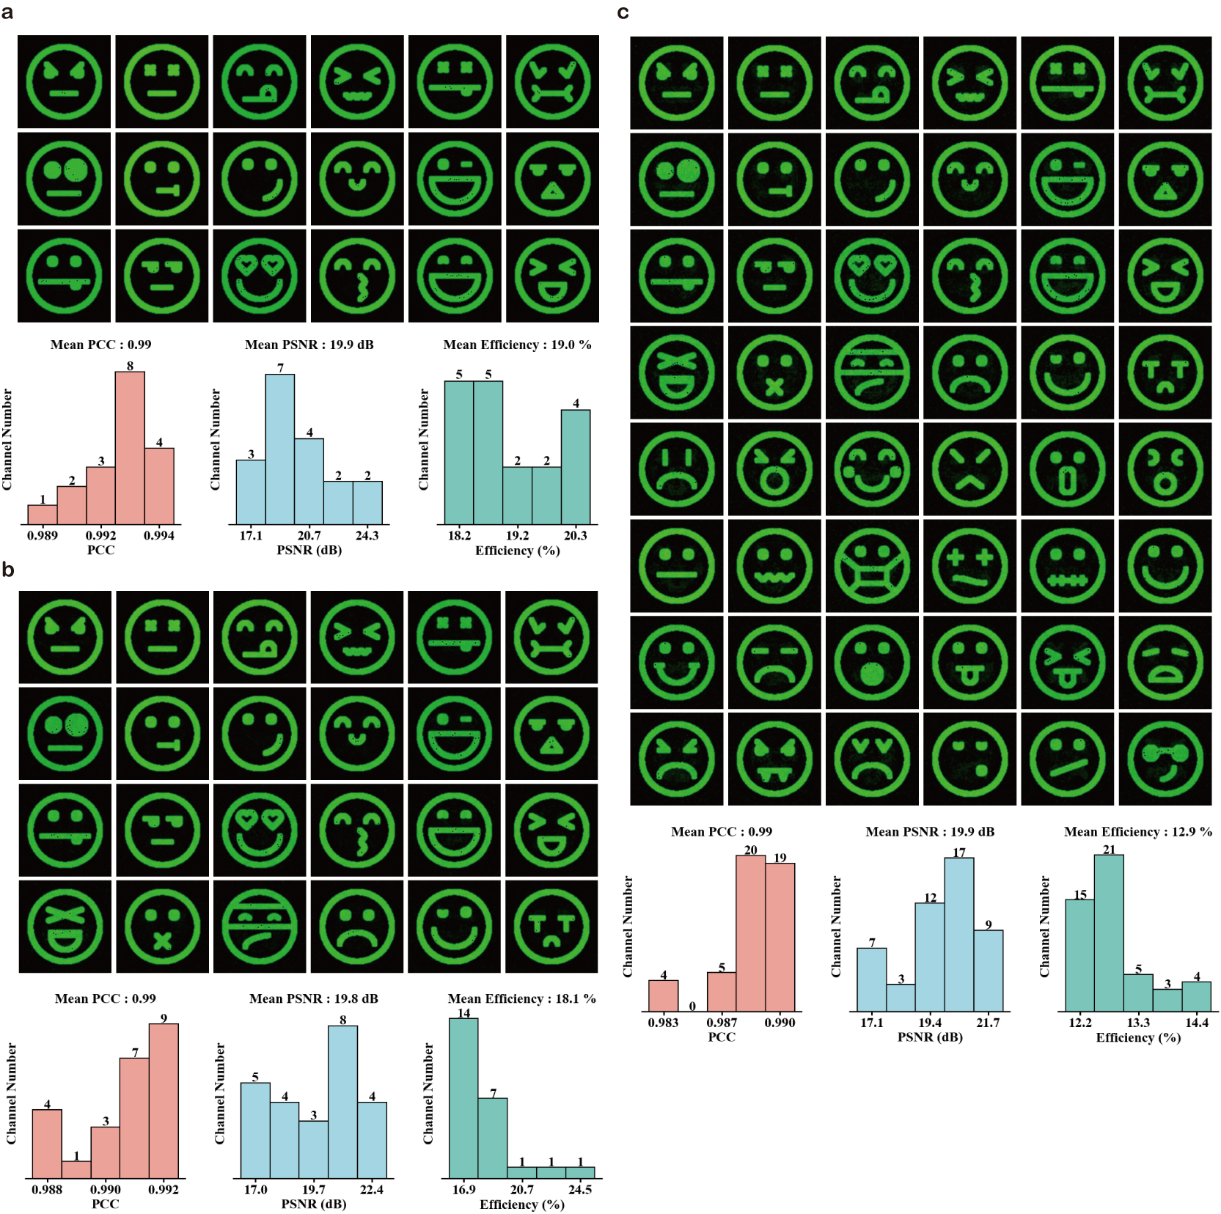 a
Mean PCC : 0.99
Channel Number
1
2
3
8
4
0.989
0.992
0.994
PCC
Mean PSNR : 19.9 dB
Channel Number
3
7
4
2
2
17.1
20.7
24.3
PSNR (dB)
Mean Efficiency : 19.0 %
Channel Number
5
5
2
2
4
18.2
19.2
20.3
Efficiency (%)
b
Mean PCC : 0.99
Channel Number
4
1
3
7
9
0.988
0.990
0.992
PCC
Mean PSNR : 19.8 dB
Channel Number
5
4
3
8
4
17.0
19.7
22.4
PSNR (dB)
Mean Efficiency : 18.1 %
Channel Number
14
7
1
1
1
16.9
20.7
24.5
Efficiency (%)
c
Mean PCC : 0.99
Channel Number
4
0
5
20
19
0.983
0.987
0.990
PCC
Mean PSNR : 19.9 dB
Channel Number
7
3
12
17
9
17.1
19.4
21.7
PSNR (dB)
Mean Efficiency : 12.9 %
Channel Number
15
21
5
3
4
12.2
13.3
14.4
Efficiency (%)